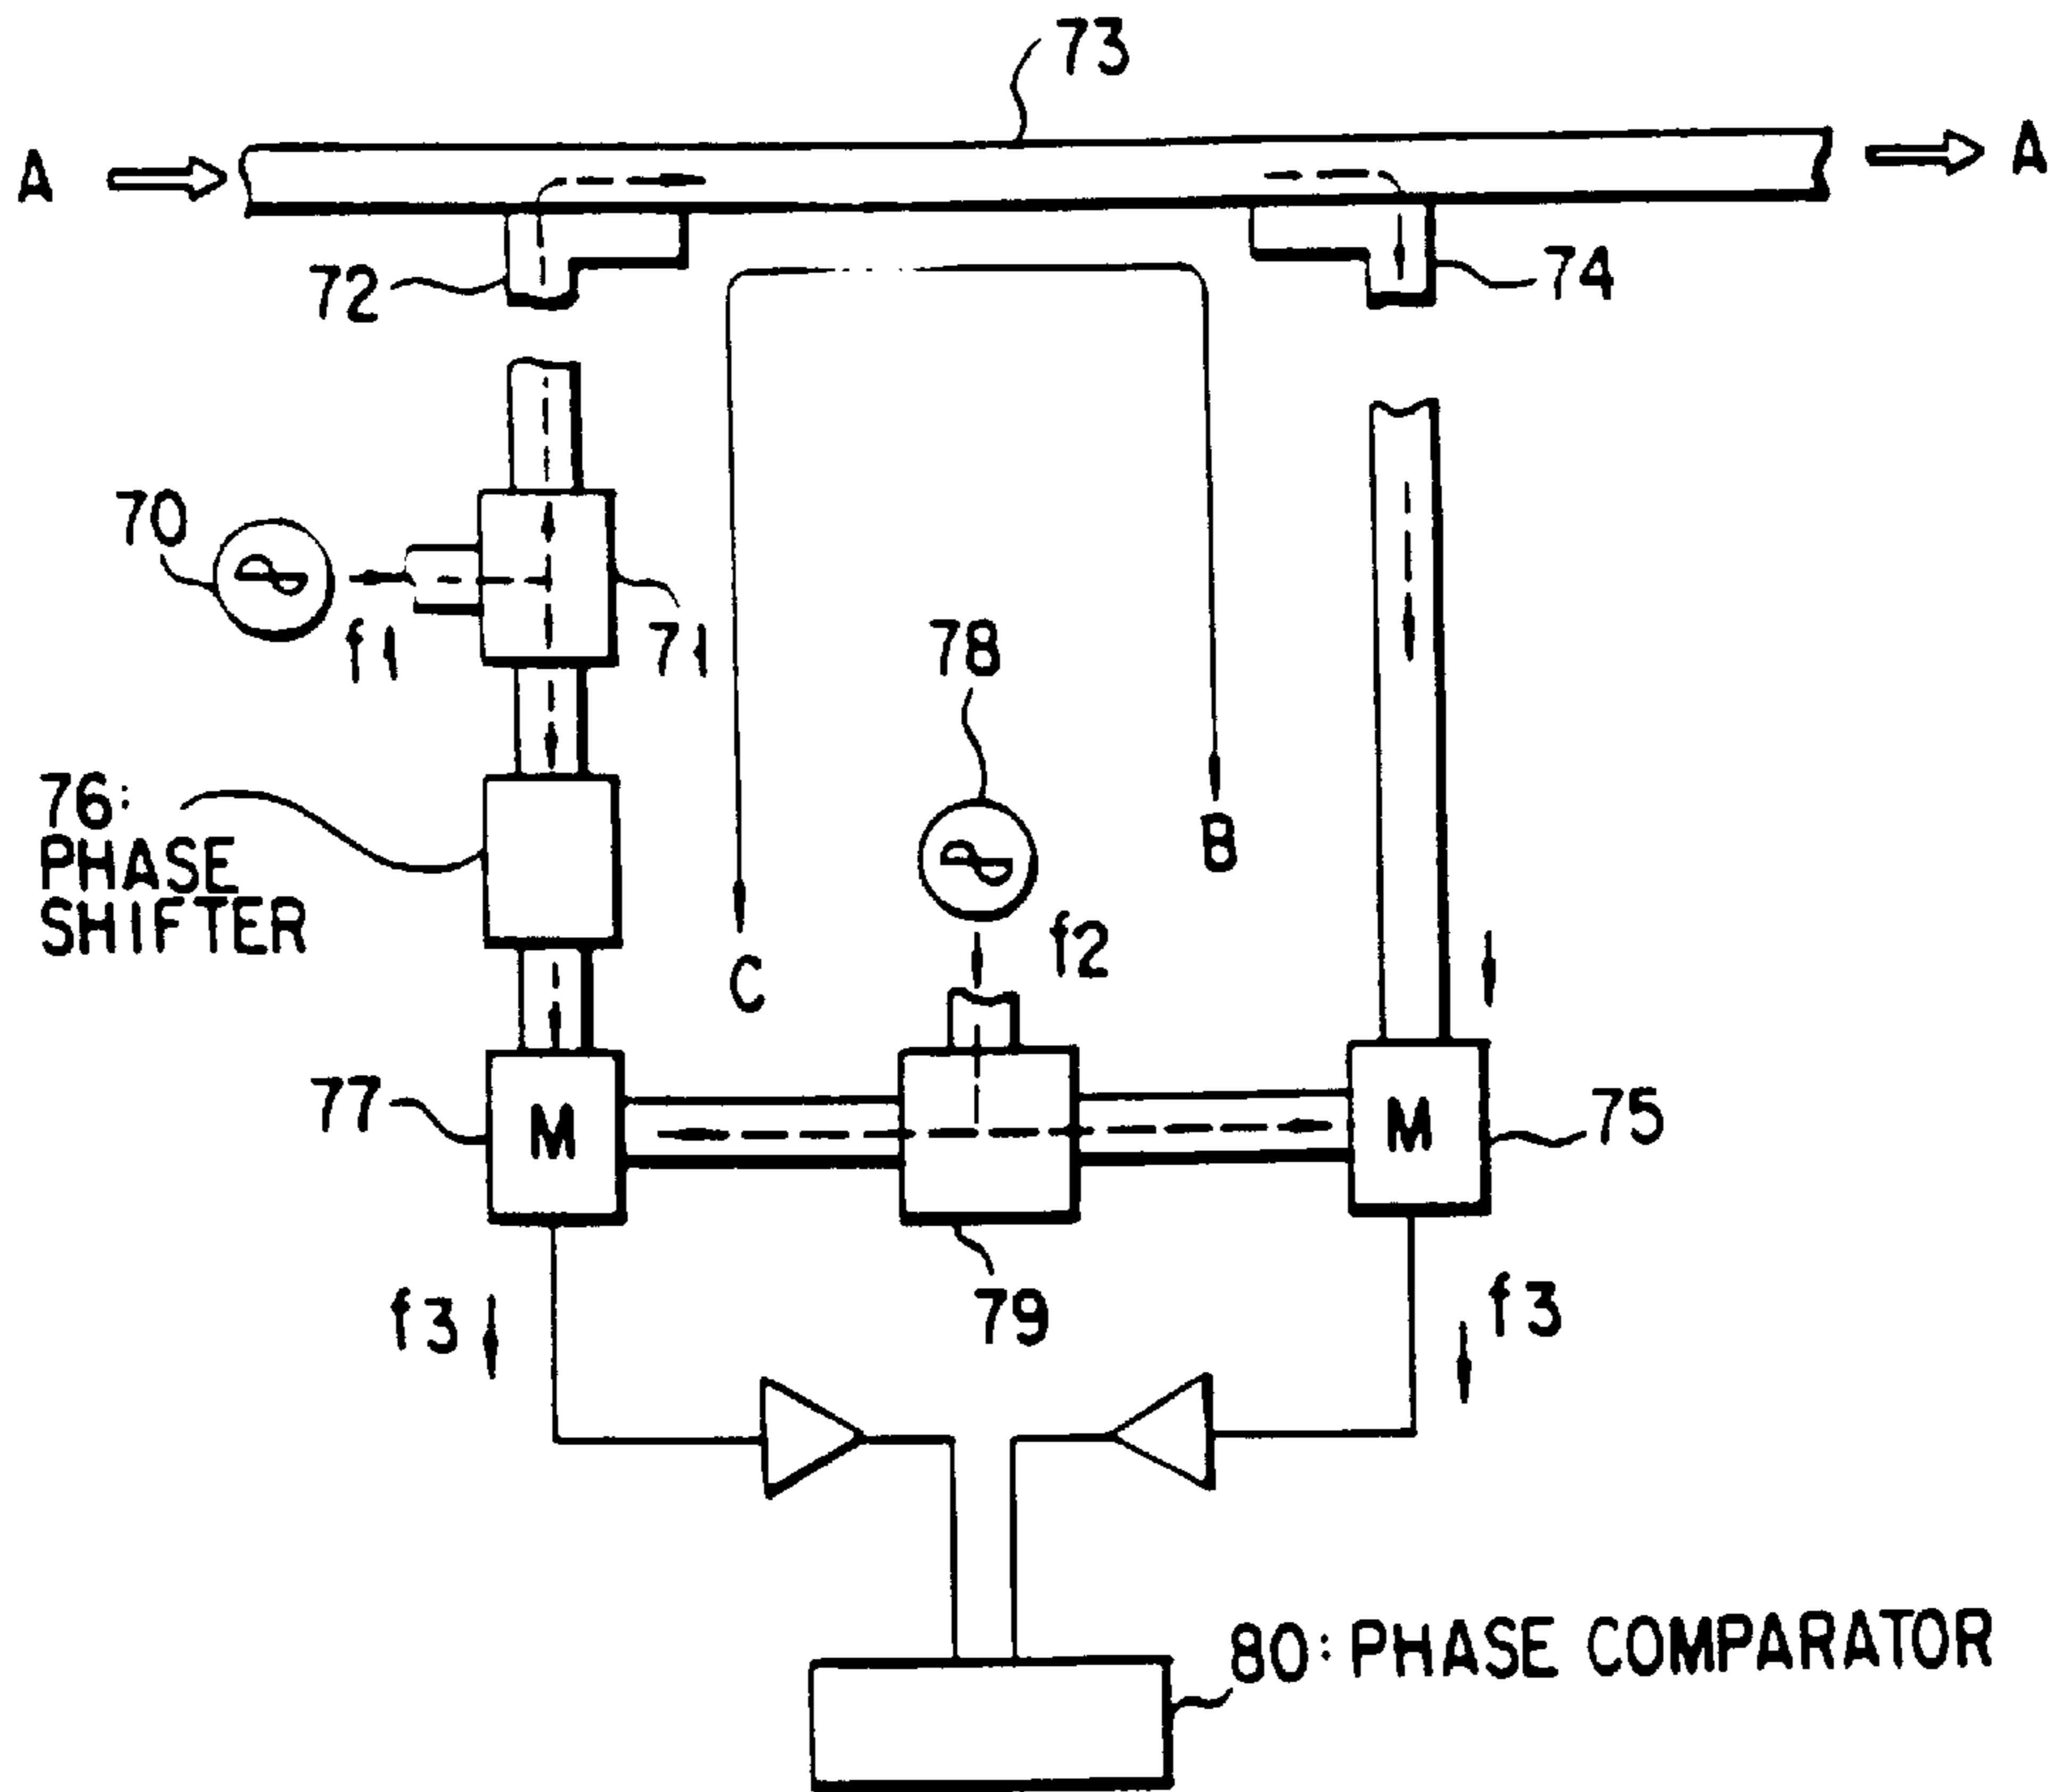 73
A
A
72
74
70
f1
71
78
76:
PHASE
SHIFTER
B
f2
C
77
M
M
75
79
f3
f3
80: PHASE COMPARATOR